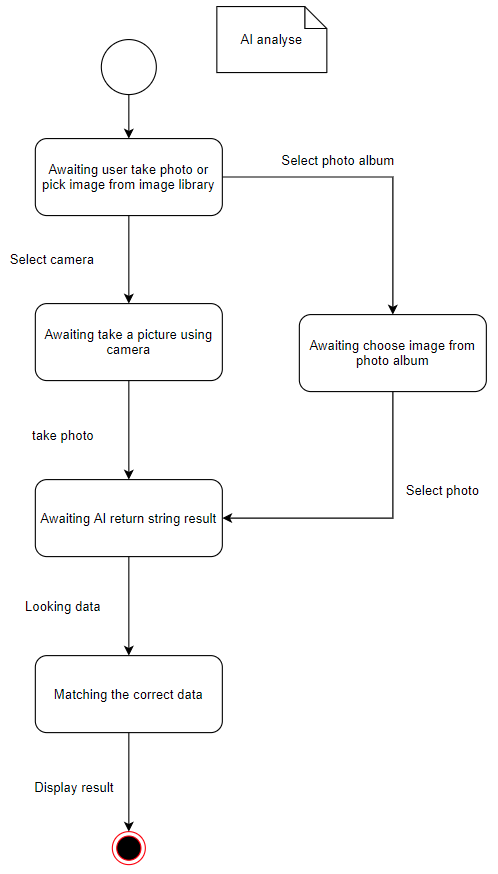 AI analyse
Awaiting user take photo or
pick image from image library
Select photo album
Select camera
Awaiting take a picture using
camera
Awaiting choose image from
photo album
take photo
Select photo
Awaiting AI return string result
Looking data
Matching the correct data
Display result